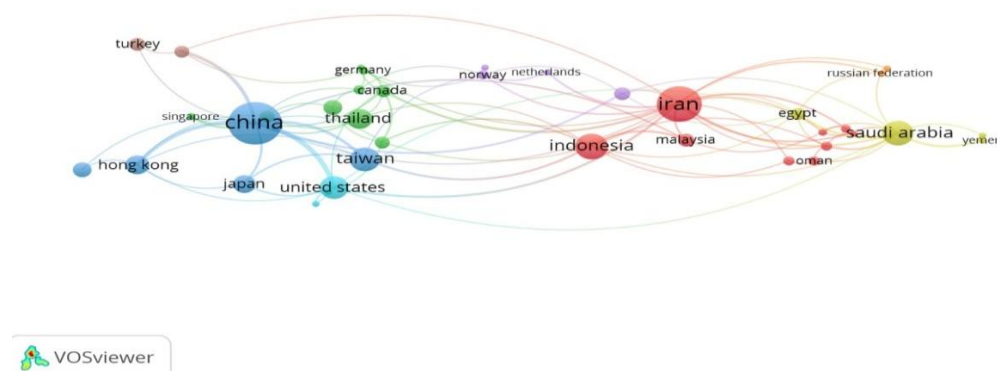 turkey
germany
norway
netherlands
russian federation
canada
iran
singapore
china
thailand
egypt
saudi arabia
indonesia
malaysia
yemen
hong kong
taiwan
oman
japan
united states
VOSviewer